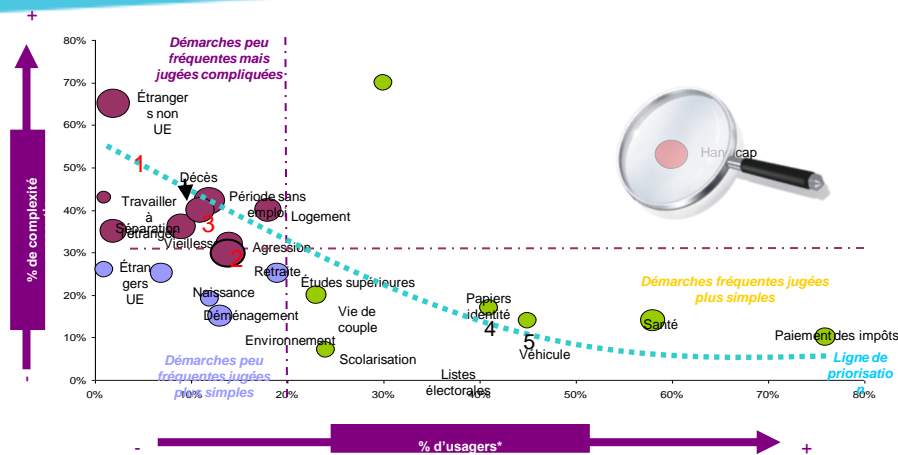 +
80%
70%
60%
50%
40%
30%
20%
10%
0%
% de complexité
-
Démarches peu
fréquentes mais
jugées compliquées
Étranger
s non
UE
1
Décès
Travailler
à
l'étranger
Séparation
3
Période sans
emploi
Logement
Vieillesse
2
Agression
Handicap
Étran
gers
UE
Retraite
Études supérieures
Naissance
Déménagement
Vie de
couple
Environnement
Scolarisation
Papiers
identité
4
5
Véhicule
Listes
électorales
Démarches fréquentes jugées
plus simples
Santé
Paiement des impôts
Démarches peu
fréquentes jugées
plus simples
Ligne de
priorisatio
n
0%
10%
20%
30%
40%
50%
60%
70%
80%
-
% d'usagers*
+